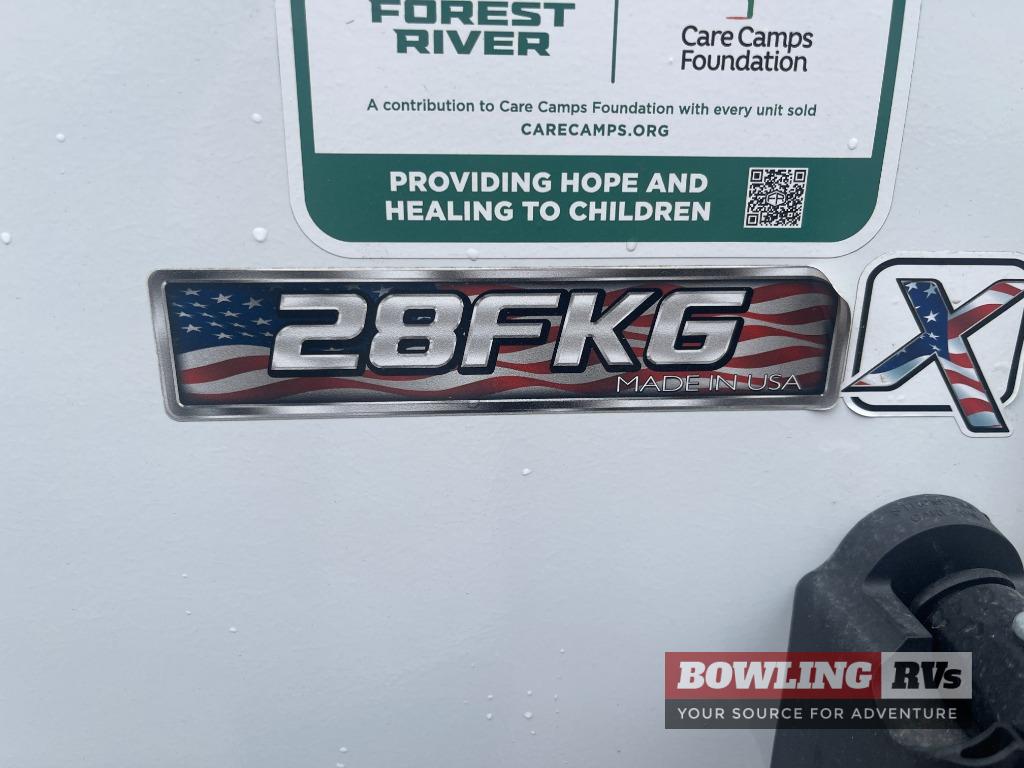 FOREST
RIVER
Care Camps
Foundation
A contribution to Care Camps Foundation with every unit sold
CARECAMPS.ORG
PROVIDING HOPE AND
HEALING TO CHILDREN
28FKG
MADE IN USA
X
BOWLING RVs
YOUR SOURCE FOR ADVENTURE